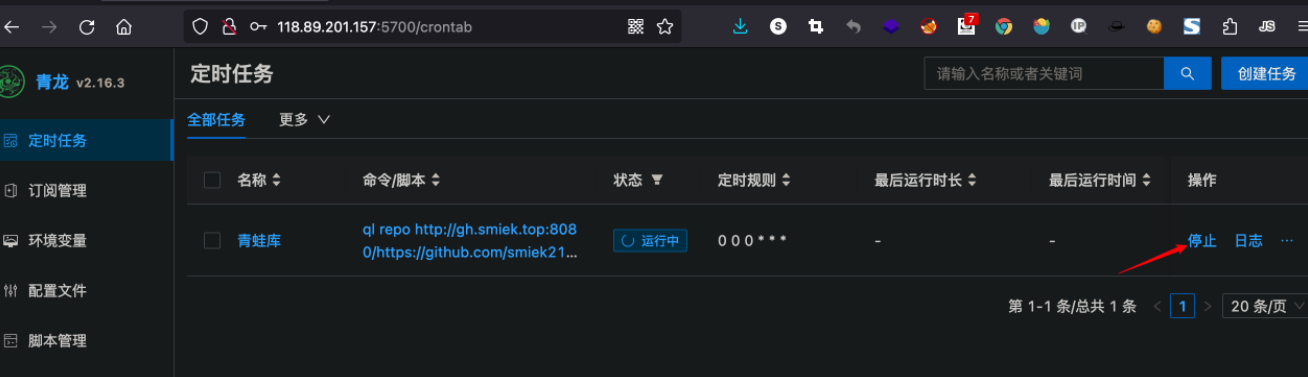 118.89.201.157:5700/crontab
S
7
IP
S
JS
青龙 v2.16.3
定时任务
请输入名称或者关键词
创建任务
定时任务
订阅管理
环境变量
配置文件
脚本管理
全部任务 更多
名称 命令/脚本 状态 定时规则 最后运行时长 最后运行时间 操作
青蛙库 ql repo http://gh.smiek.top:808
0/https://github.com/smiek21... 运行中 0 0 0 * * * - - 停止 日志 ...
第 1-1 条/总共 1 条 < 1 > 20 条/页